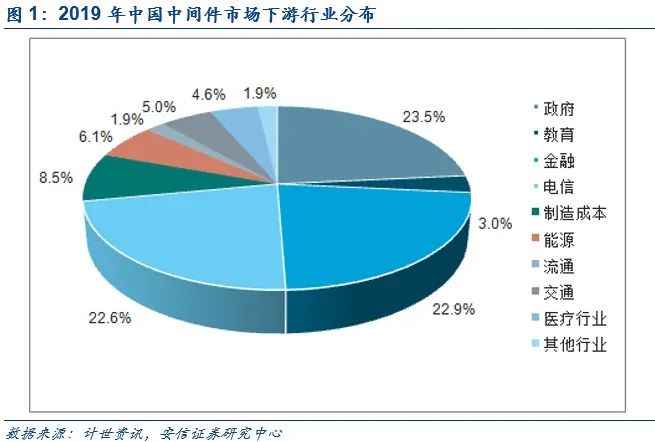 图 1：2019 年中国中间件市场下游行业分布
1.9%
4.6%
5.0%
1.9%
6.1%
8.5%
23.5%
3.0%
22.9%
22.6%
政府
教育
金融
电信
制造成本
能源
流通
交通
医疗行业
其他行业
数据来源：计世资讯，安信证券研究中心